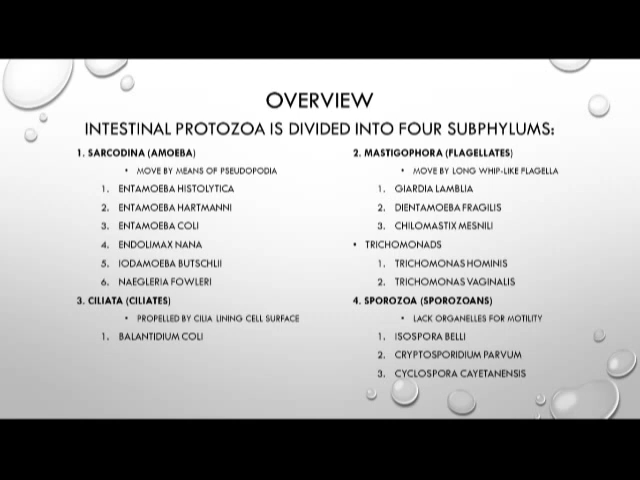 OVERVIEW
INTESTINAL PROTOZOA IS DIVIDED INTO FOUR SUBPHYLUMS:
1. SARCODINA (AMOEBA)
• MOVE BY MEANS OF PSEUDOPODIA
1. ENTAMOEBA HISTOLYTICA
2. ENTAMOEBA HARTMANNI
3. ENTAMOEBA COLI
4. ENDOLIMAX NANA
5. IODAMOEBA BUTSCHLII
6. NAEGLERIA FOWLERI
3. CILIATA (CILIATES)
• PROPELLED BY CILIA LINING CELL SURFACE
1. BALANTIDIUM COLI
2. MASTIGOPHORA (FLAGELLATES)
• MOVE BY LONG WHIP-LIKE FLAGELLA
1. GIARDIA LAMBLIA
2. DIENTAMOEBA FRAGILIS
3. CHILOMASTIX MESNILI
• TRICHOMONADS
1. TRICHOMONAS HOMINIS
2. TRICHOMONAS VAGINALIS
4. SPOROZOA (SPOROZOANS)
• LACK ORGANELLES FOR MOTILITY
1. ISOSPORA BELLI
2. CRYPTOSPORIDIUM PARVUM
3. CYCLOSPORA CAYETANENSIS